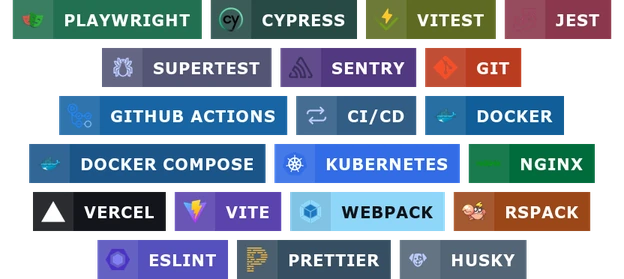 PLAYWRIGHT CYPRESS VITEST JEST
SUPERTEST SENTRY GIT
GITHUB ACTIONS CI/CD DOCKER
DOCKER COMPOSE KUBERNETES NGINX
VERCEL VITE WEBPACK RSPACK
ESLINT PRETTIER HUSKY